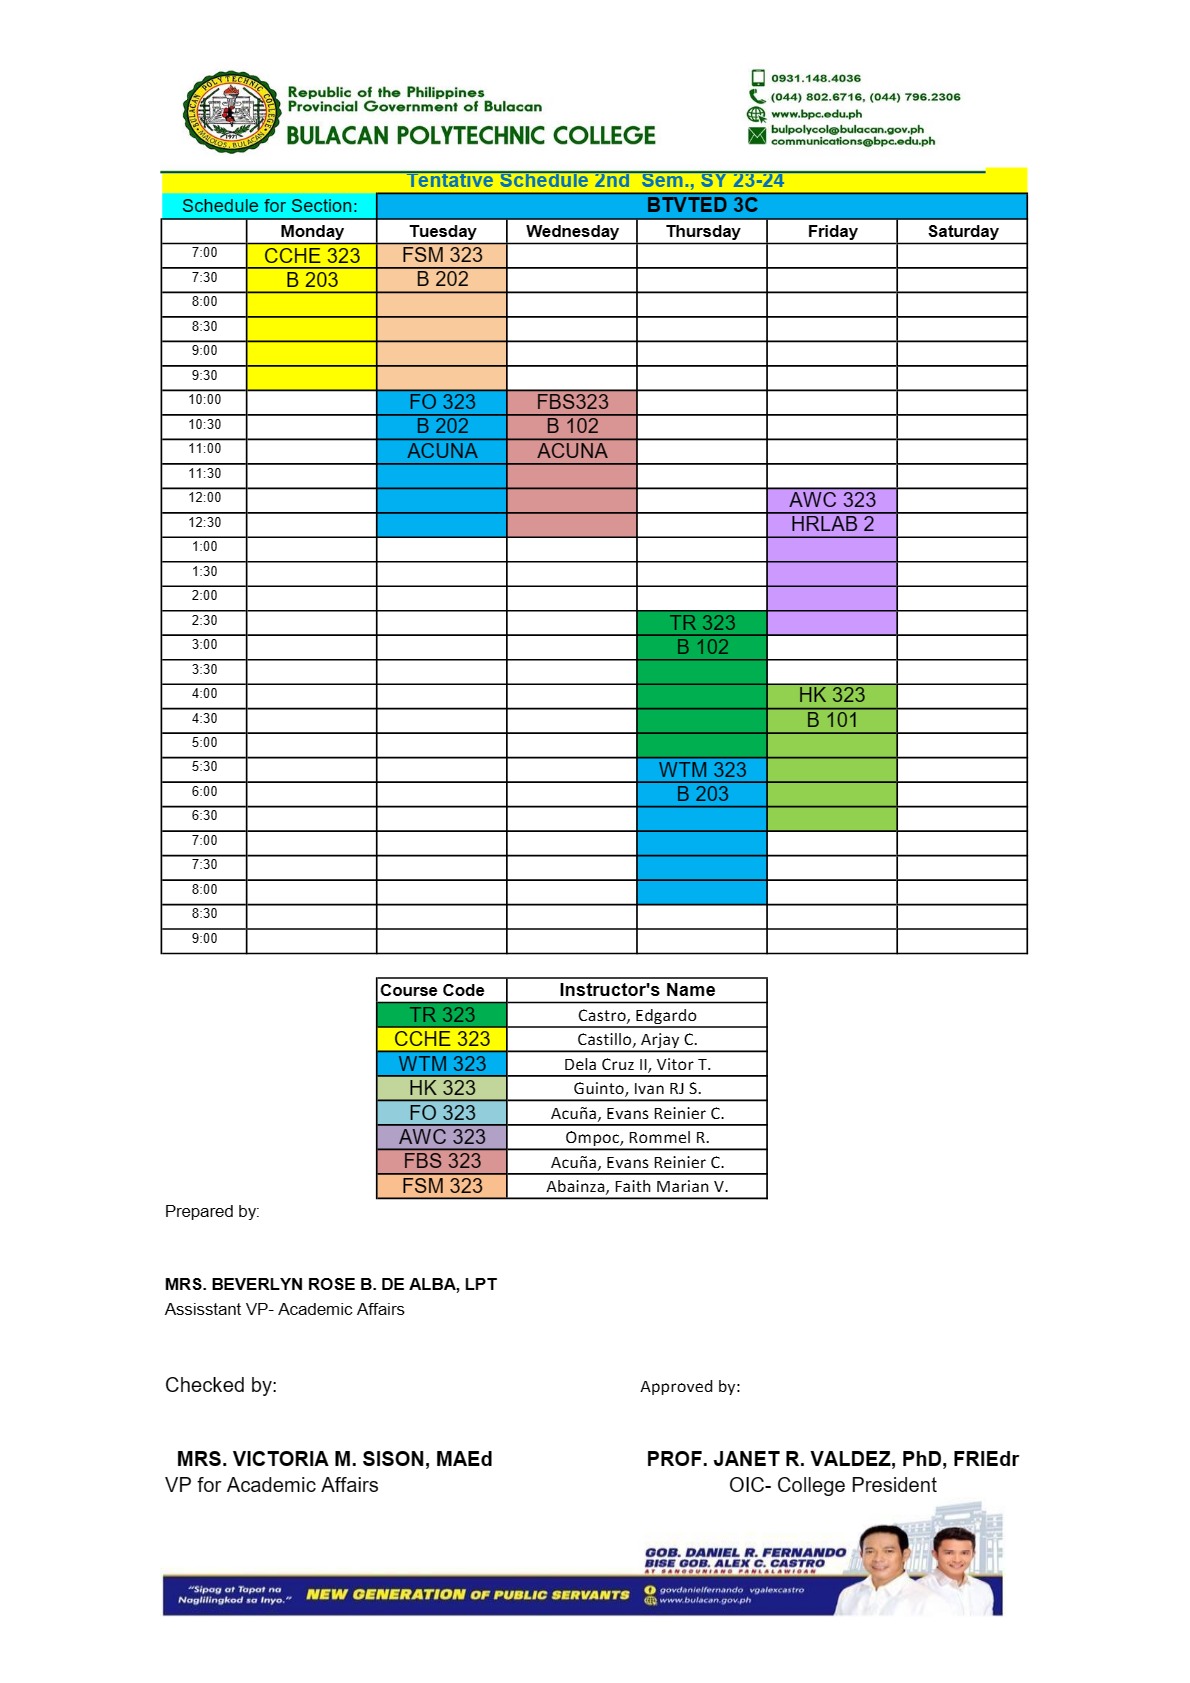 BULACAN POLYTECHNIC COLLEGE
MALOLOS, BULACAN
1971
Republic of the Philippines
Provincial Government of Bulacan
BULACAN POLYTECHNIC COLLEGE
0931.148.4036
(044) 802.6716, (044) 796.2306
www.bpc.edu.ph
bulpolycol@bulacan.gov.ph
communications@bpc.edu.ph
Tentative Schedule 2nd Sem., SY 23-24
Schedule for Section: BTVTED 3C
Monday Tuesday Wednesday Thursday Friday Saturday
7:00 CCHE 323 FSM 323
7:30 B 203 B 202
8:00
8:30
9:00
9:30
10:00 FO 323 FBS323
10:30 B 202 B 102
11:00 ACUNA ACUNA
11:30
12:00 AWC 323
12:30 HRLAB 2
1:00
1:30
2:00
2:30 TR 323
3:00 B 102
3:30
4:00 HK 323
4:30 B 101
5:00
5:30 WTM 323
6:00 B 203
6:30
7:00
7:30
8:00
8:30
9:00
Course Code Instructor's Name
TR 323 Castro, Edgardo
CCHE 323 Castillo, Arjay C.
WTM 323 Dela Cruz II, Vitor T.
HK 323 Guinto, Ivan RJ S.
FO 323 Acuña, Evans Reinier C.
AWC 323 Ompoc, Rommel R.
FBS 323 Acuña, Evans Reinier C.
FSM 323 Abainza, Faith Marian V.
Prepared by:
MRS. BEVERLYN ROSE B. DE ALBA, LPT
Assisstant VP- Academic Affairs
Checked by: Approved by:
MRS. VICTORIA M. SISON, MAEd PROF. JANET R. VALDEZ, PhD, FRIEdr
VP for Academic Affairs OIC- College President
GOB. DANIEL R. FERNANDO
BISE GOB. ALEX C. CASTRO
AT SANGGUNIANG PANLALAWIGAN
"Sipag at Tapat na
Naglilingkod sa Inyo."
NEW GENERATION OF PUBLIC SERVANTS
govdanielfernando vgalexcastro
www.bulacan.gov.ph